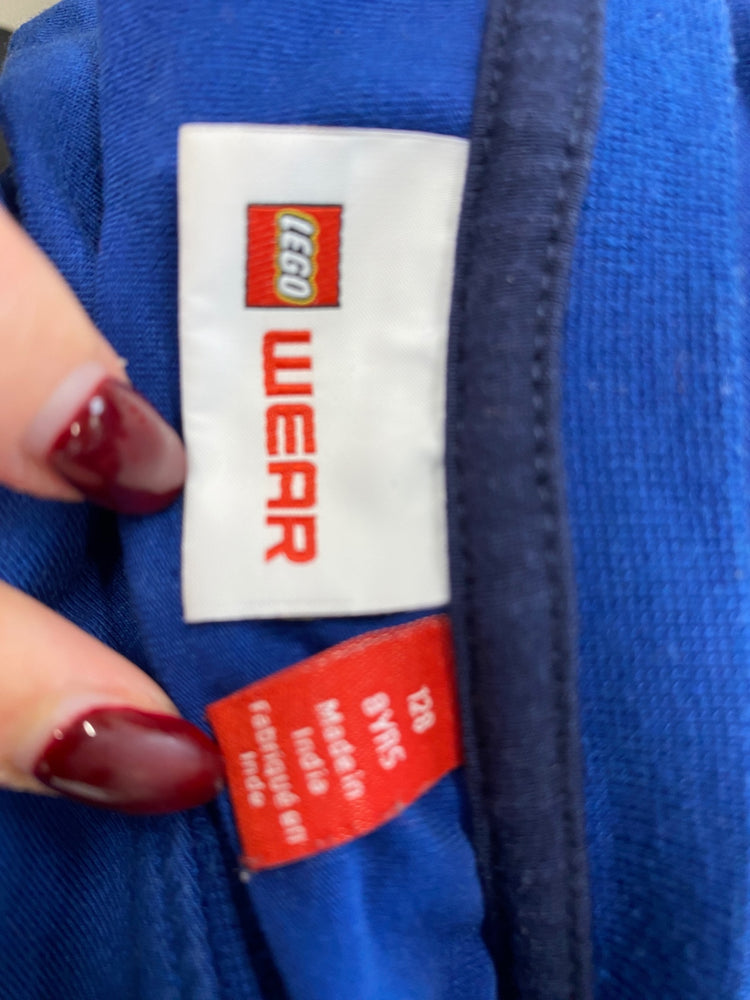 LEGO
WEAR
128
8YRS
Made in
India
Fabriqué en
Inde